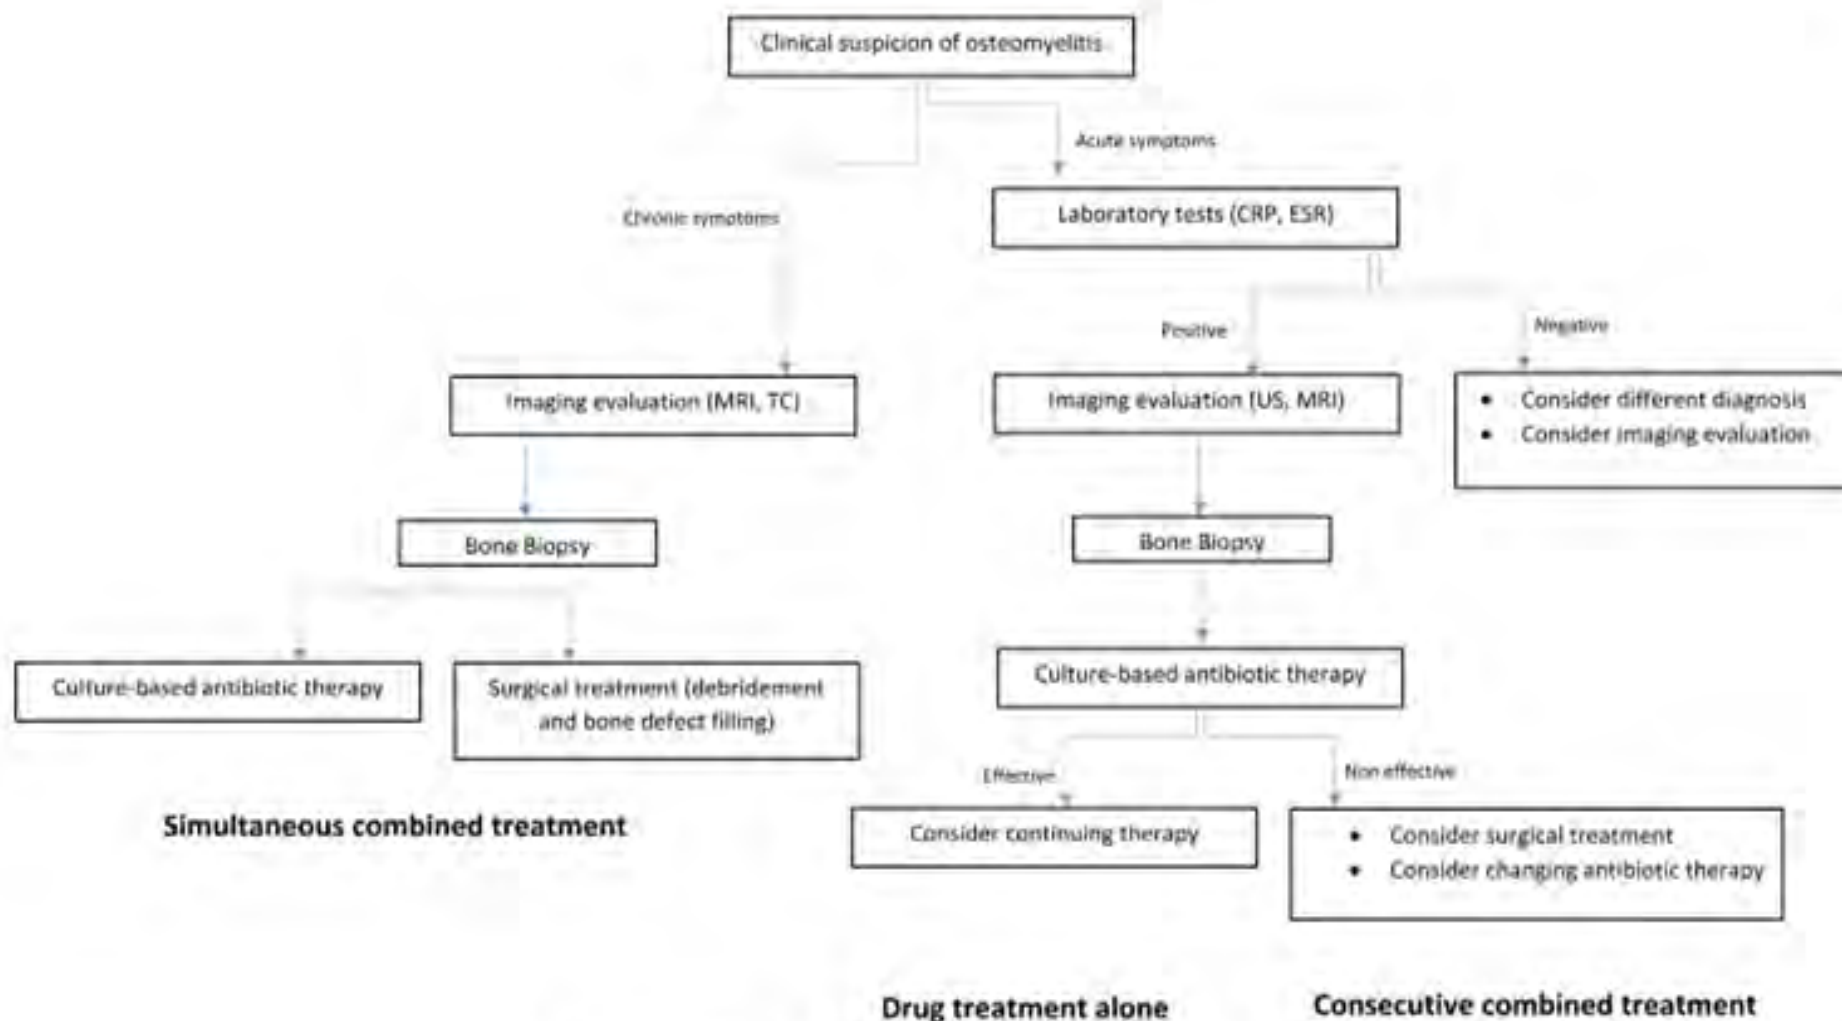 Clinical suspicion of osteomyelitis
Acute symptoms
Laboratory tests (CRP, ESR)
Chronic symptoms
Positive
Negative
Imaging evaluation (MRI, TC)
Imaging evaluation (US, MRI)
• Consider different diagnosis
• Consider imaging evaluation
Bone Biopsy
Bone Biopsy
Culture-based antibiotic therapy
Surgical treatment (debridement
and bone defect filling)
Culture-based antibiotic therapy
Effective
Non effective
Simultaneous combined treatment
Consider continuing therapy
• Consider surgical treatment
• Consider changing antibiotic therapy
Drug treatment alone
Consecutive combined treatment